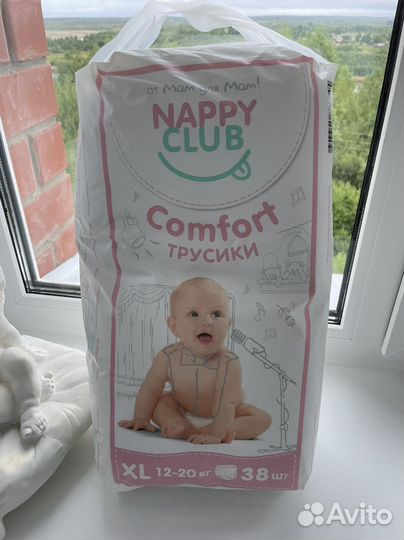 от Мам для Мам!
NAPPY
CLUB
Comfort
ТРУСИКИ
XL 12-20 кг 38 шт
Avito